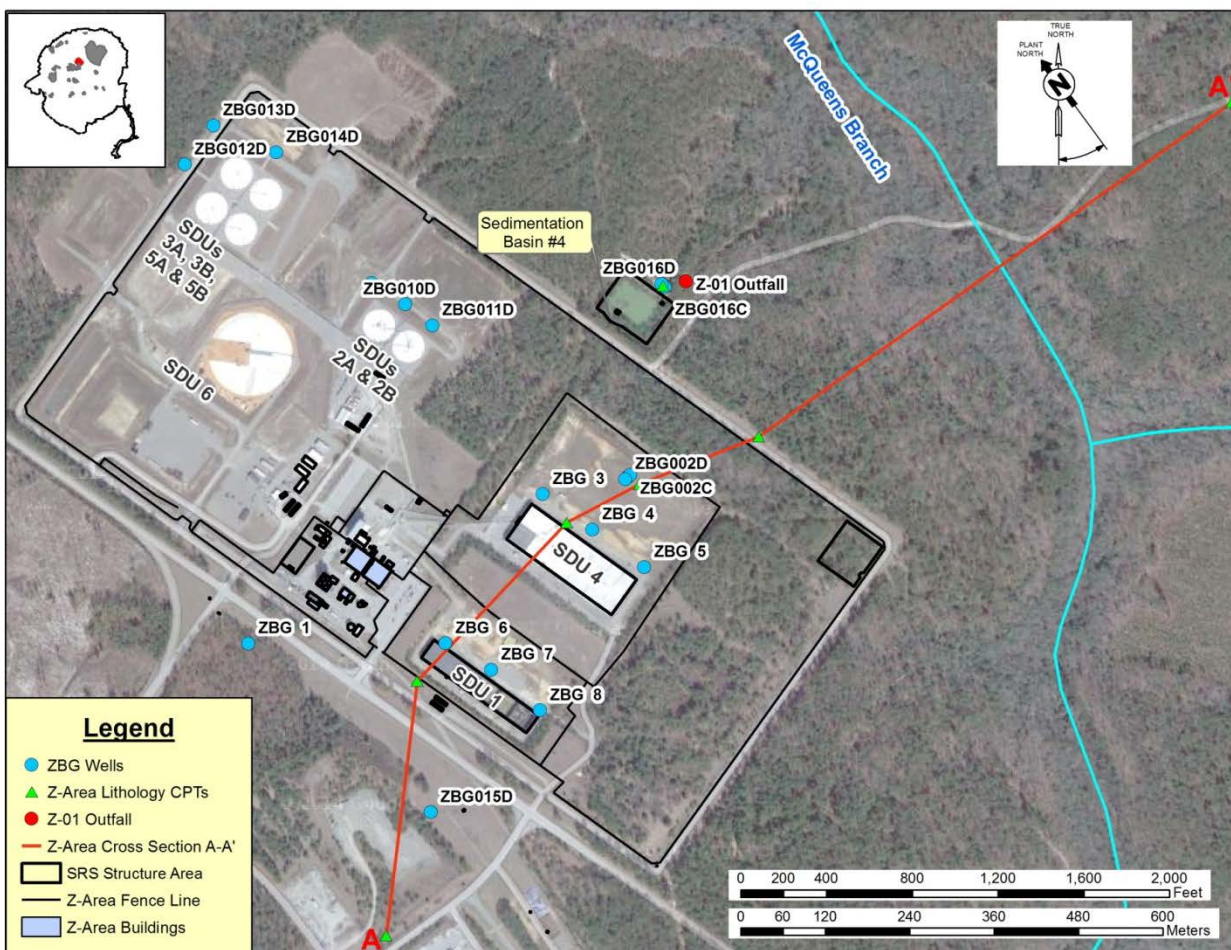 TRUE
NORTH
PLANT
NORTH
N
McQueens Branch
A
ZBG013D
ZBG014D
ZBG012D
SDUs
3A, 3B,
5A & 5B
Sedimentation
Basin #4
ZBG016D
Z-01 Outfall
ZBG016C
ZBG010D
ZBG011D
SDUs
2A & 2B
SDU 6
ZBG002D
ZBG002C
ZBG 3
ZBG 4
ZBG 5
SDU 4
ZBG 1
ZBG 6
ZBG 7
ZBG 8
SDU 1
ZBG015D
A
Legend
ZBG Wells
Z-Area Lithology CPTs
Z-01 Outfall
Z-Area Cross Section A-A'
SRS Structure Area
Z-Area Fence Line
Z-Area Buildings
0 200 400 800 1,200 1,600 2,000
Feet
0 60 120 240 360 480 600
Meters